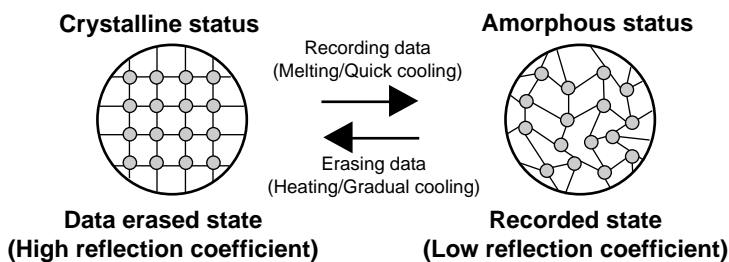 Crystalline status
Amorphous status
Recording data
(Melting/Quick cooling)
Erasing data
(Heating/Gradual cooling)
Data erased state
(High reflection coefficient)
Recorded state
(Low reflection coefficient)